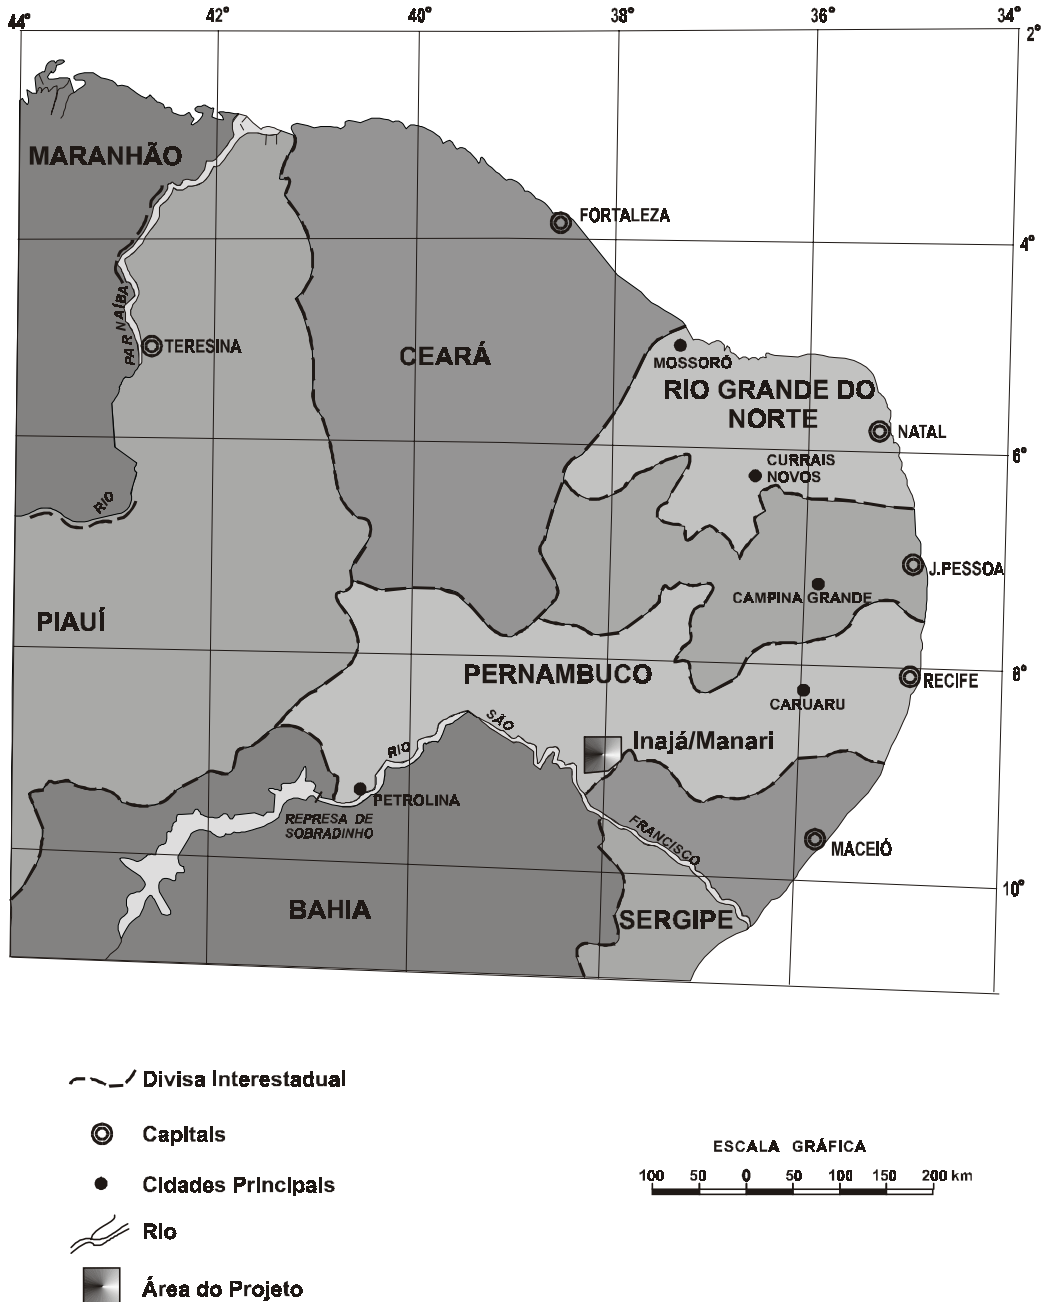 44°
42°
40°
38°
36°
34°
2°
MARANHÃO
FORTALEZA
4°
PARNAÍBA
TERESINA
CEARÁ
MOSSORÓ
RIO GRANDE DO
NORTE
NATAL
6°
CURRAIS
NOVOS
RIO
J.PESSOA
CAMPINA GRANDE
PIAUÍ
PERNAMBUCO
8°
RECIFE
CARUARU
SÃO
RIO
Inajá/Manari
PETROLINA
REPRESA DE
SOBRADINHO
FRANCISCO
MACEIÓ
10°
BAHIA
SERGIPE
Divisa Interestadual
Capitais
Cidades Principais
Rio
Área do Projeto
ESCALA GRÁFICA
100 50 0 50 100 150 200 km